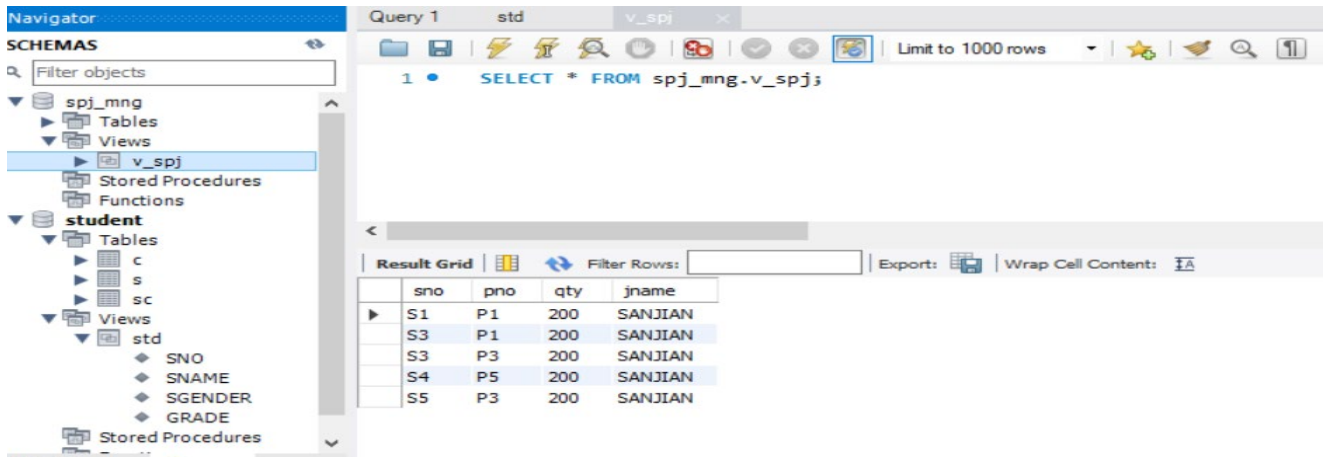 Navigator
SCHEMAS
Filter objects
spj_mng
Tables
Views
v_spj
Stored Procedures
Functions
student
Tables
c
s
sc
Views
std
SNO
SNAME
SGENDER
GRADE
Stored Procedures
Query 1 std v_spj
Limit to 1000 rows
1 SELECT * FROM spj_mng.v_spj;
Result Grid Filter Rows: Export: Wrap Cell Content:
sno pno qty jname
S1 P1 200 SANJIAN
S3 P1 200 SANJIAN
S3 P3 200 SANJIAN
S4 P5 200 SANJIAN
S5 P3 200 SANJIAN